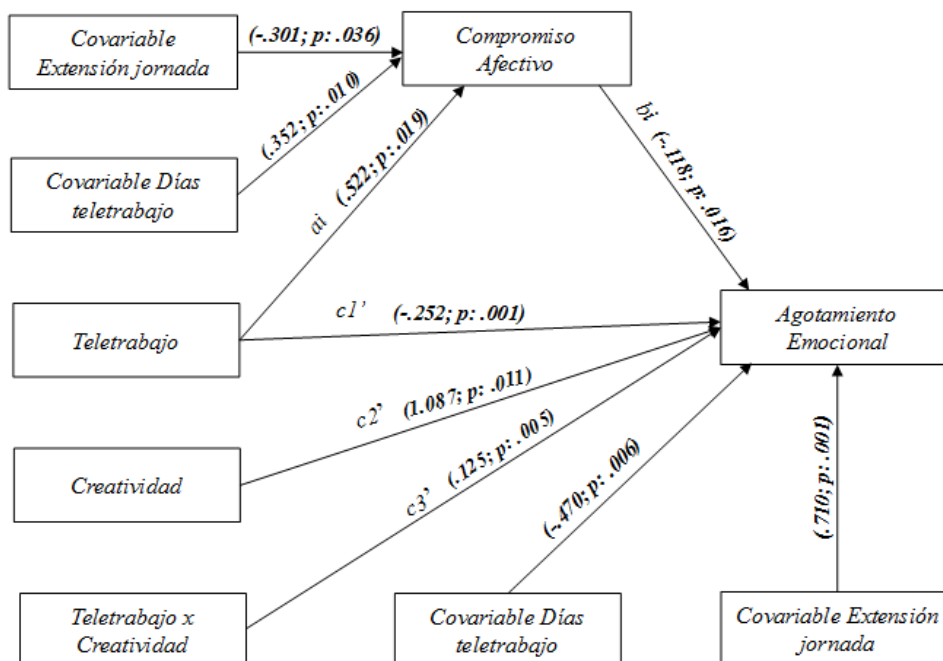 Covariable
Extensión jornada
(-.301; p: .036)
Compromiso
Afectivo
(.352; p:.010)
Covariable Días
teletrabajo
ai (.522; p:.019)
bi (-.118; p:.016)
Teletrabajo
c1’ (-.252; p:.001)
Agotamiento
Emocional
c2’ (1.087; p: .011)
Creatividad
c3’ (.125; p: .005)
(-.470; p: .006)
(.710; p:.001)
Teletrabajo x
Creatividad
Covariable Días
teletrabajo
Covariable Extensión
jornada